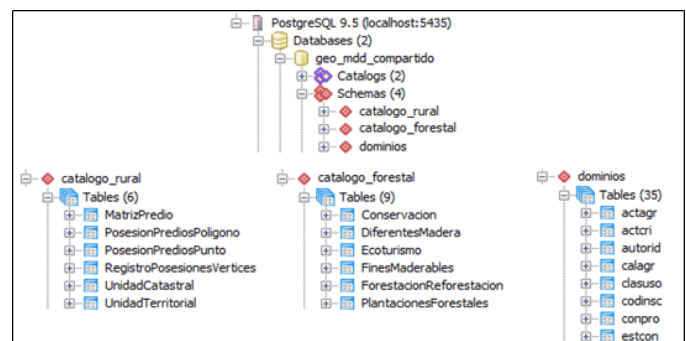 PostgreSQL 9.5 (localhost:5435)
Databases (2)
geo_mdd_compartido
Catalogs (2)
Schemas (4)
catalogo_rural
catalogo_forestal
dominios
catalogo_rural
Tables (6)
MatrizPredio
PosesionPrediosPoligono
PosesionPrediosPunto
RegistroPosesionesVertices
UnidadCatastral
UnidadTerritorial
catalogo_forestal
Tables (9)
Conservacion
DiferentesMadera
Ecoturismo
FinesMaderables
ForestacionReforestacion
PlantacionesForestales
dominios
Tables (35)
actagr
actcri
autorid
calagr
clasuso
codinsc
conpro
estcon